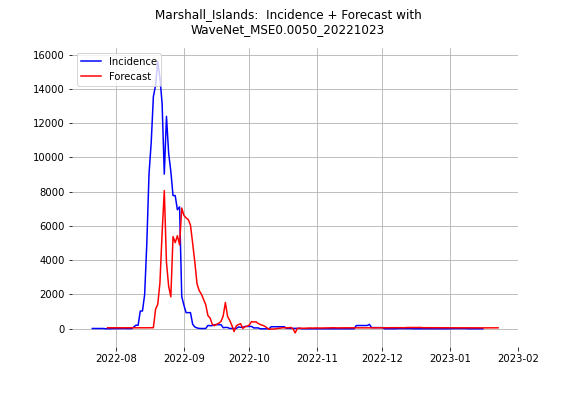 Marshall_Islands:  Incidence + Forecast with
WaveNet_MSE0.0050_20221023
Incidence
Forecast
16000
14000
12000
10000
8000
6000
4000
2000
0
2022-08 2022-09 2022-10 2022-11 2022-12 2023-01 2023-02